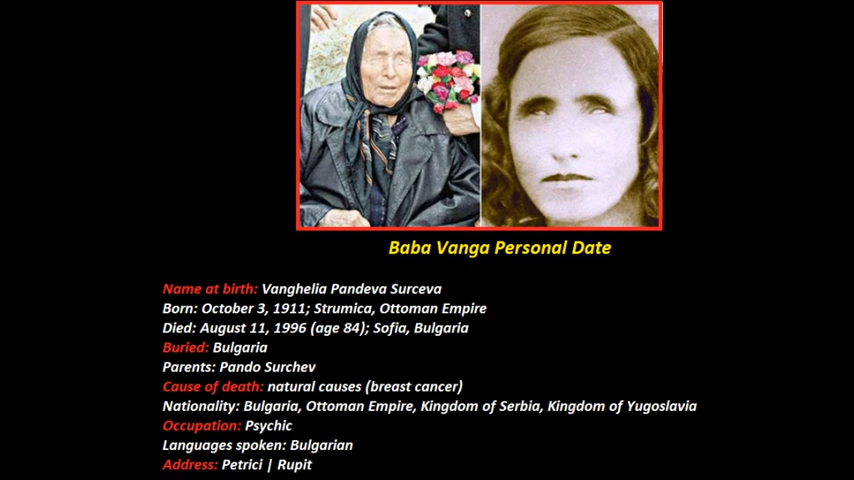 Baba Vanga Personal Date
Name at birth: Vanghelia Pandeva Surceva
Born: October 3, 1911; Strumica, Ottoman Empire
Died: August 11, 1996 (age 84); Sofia, Bulgaria
Buried: Bulgaria
Parents: Pando Surchev
Cause of death: natural causes (breast cancer)
Nationality: Bulgaria, Ottoman Empire, Kingdom of Serbia, Kingdom of Yugoslavia
Occupation: Psychic
Languages spoken: Bulgarian
Address: Petrici | Rupit